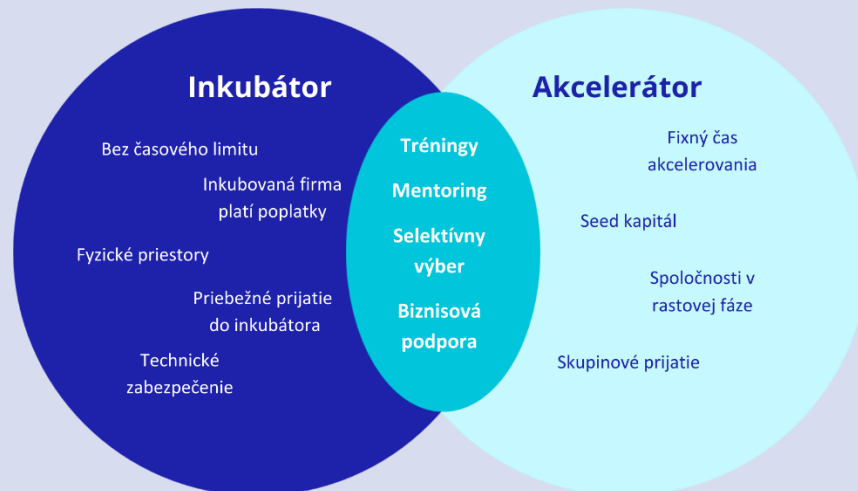 Inkubátor
Bez časového limitu
Inkubovaná firma
platí poplatky
Fyzické priestory
Priebežné prijatie
do inkubátora
Technické
zabezpečenie
Tréningy
Mentoring
Selektívny
výber
Biznisová
podpora
Akcelerátor
Fixný čas
akcelerovania
Seed kapitál
Spoločnosti v
rastovej fáze
Skupinové prijatie